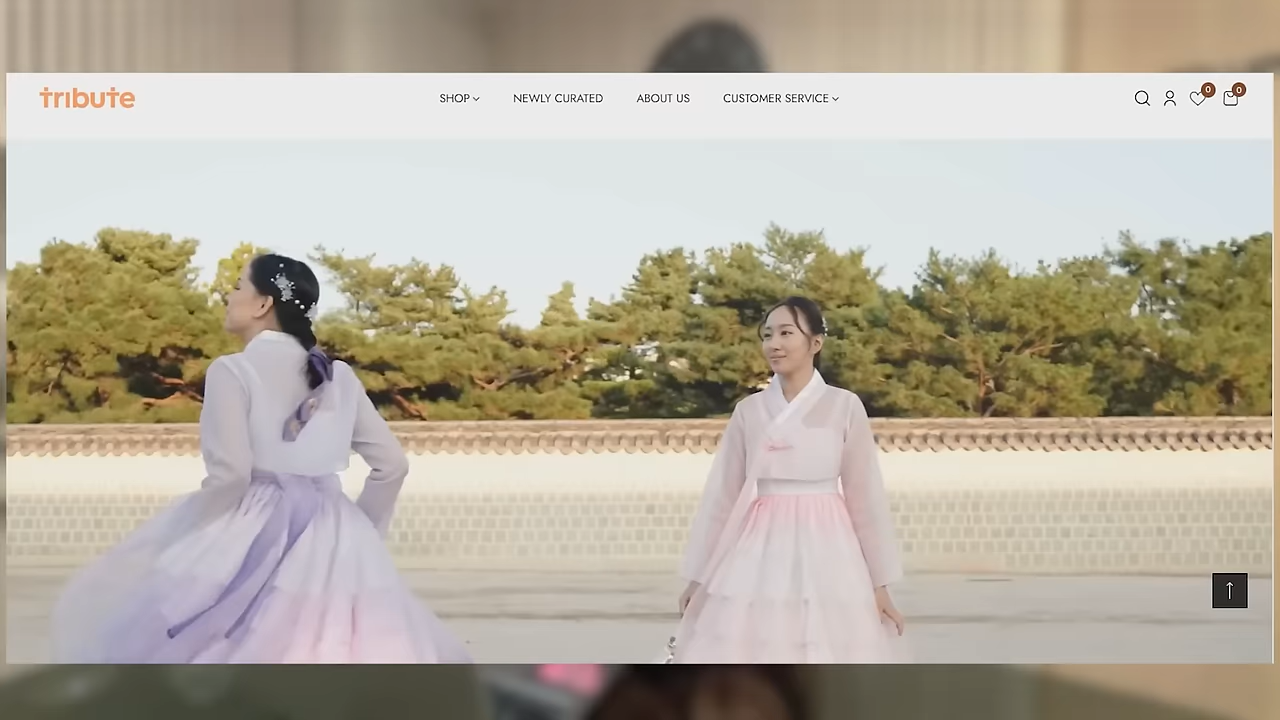 tribute
SHOP
NEWLY CURATED
ABOUT US
CUSTOMER SERVICE
0
0